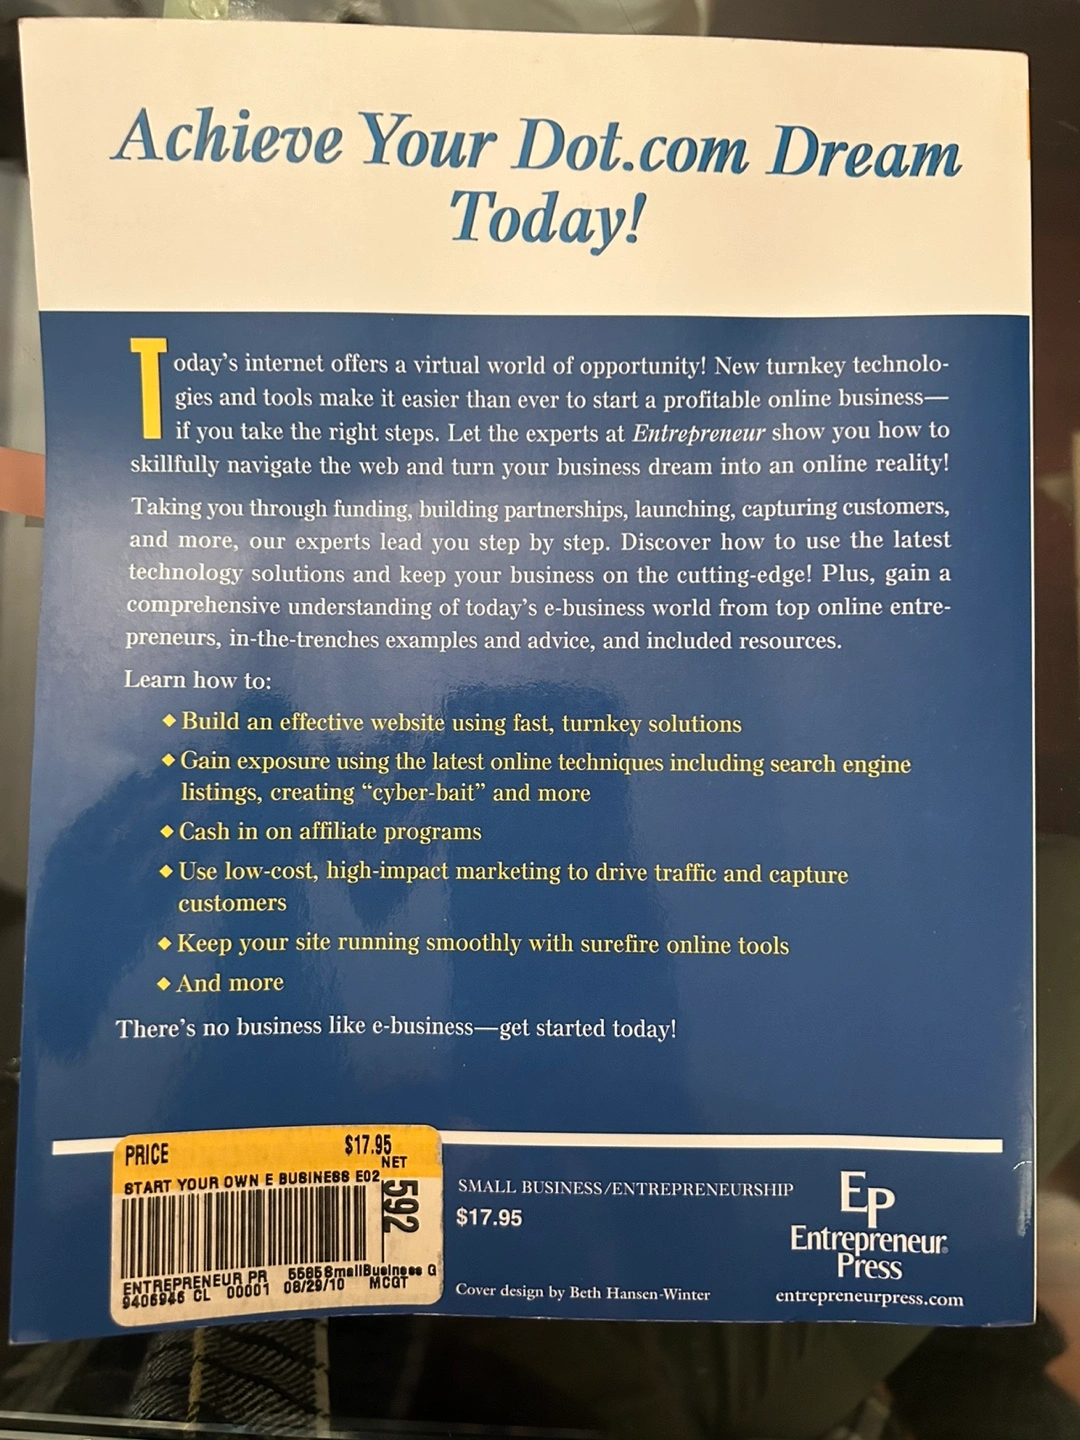 Achieve Your Dot.com Dream
Today!
Today's internet offers a virtual world of opportunity! New turnkey technolo-
gies and tools make it easier than ever to start a profitable online business—
if you take the right steps. Let the experts at Entrepreneur show you how to
skillfully navigate the web and turn your business dream into an online reality!
Taking you through funding, building partnerships, launching, capturing customers,
and more, our experts lead you step by step. Discover how to use the latest
technology solutions and keep your business on the cutting-edge! Plus, gain a
comprehensive understanding of today's e-business world from top online entre-
preneurs, in-the-trenches examples and advice, and included resources.
Learn how to:
◆ Build an effective website using fast, turnkey solutions
◆ Gain exposure using the latest online techniques including search engine
listings, creating “cyber-bait” and more
◆ Cash in on affiliate programs
◆ Use low-cost, high-impact marketing to drive traffic and capture
customers
◆ Keep your site running smoothly with surefire online tools
◆ And more
There's no business like e-business—get started today!
PRICE $17.95
NET
START YOUR OWN E BUSINESS E02
592
ENTREPRENEUR PR 5585SmallBusiness G
9406946 CL 00001 08/29/10 MCGT
SMALL BUSINESS/ENTREPRENEURSHIP
$17.95
Cover design by Beth Hansen-Winter
EP
Entrepreneur®
Press
entrepreneurpress.com